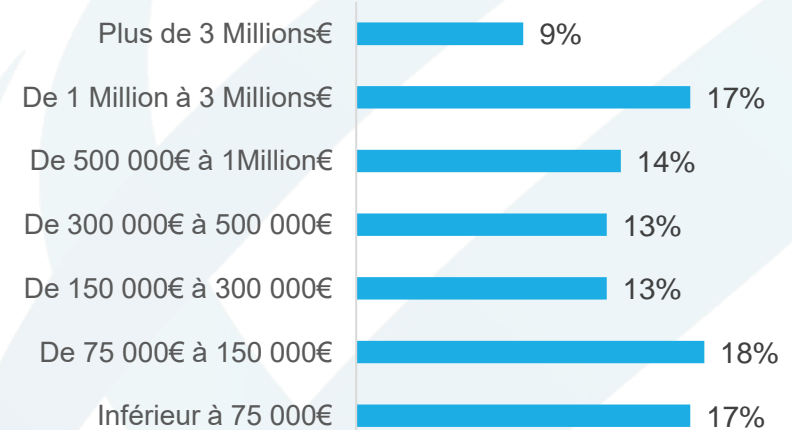 Plus de 3 Millions€ 9%
De 1 Million à 3 Millions€ 17%
De 500 000€ à 1Million€ 14%
De 300 000€ à 500 000€ 13%
De 150 000€ à 300 000€ 13%
De 75 000€ à 150 000€ 18%
Inférieur à 75 000€ 17%